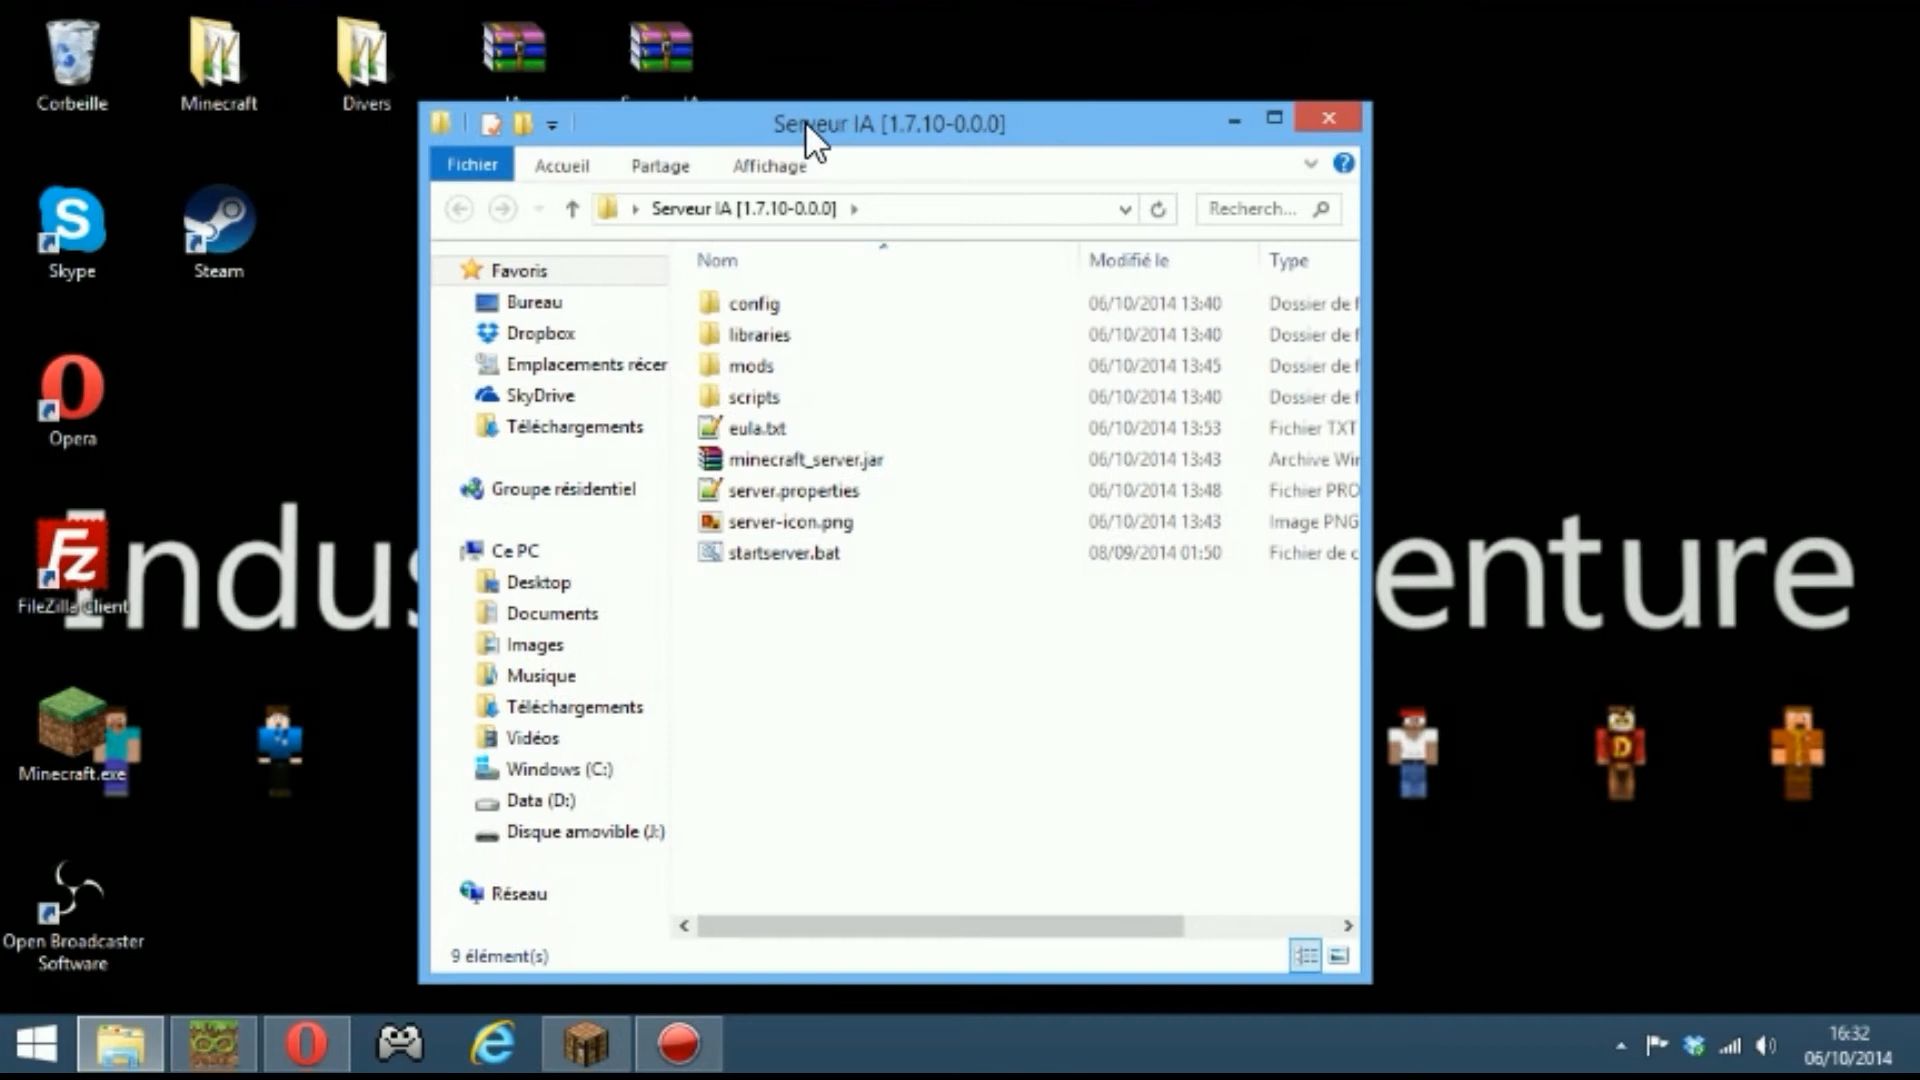 Corbeille
Minecraft
Divers
Skype
Steam
Opera
FileZilla Client
Minecraft.exe
Open Broadcaster
Software
Indus
enture
Serveur IA [1.7.10-0.0.0]
Fichier
Accueil
Partage
Affichage
Serveur IA [1.7.10-0.0.0]
Recherch...
Favoris
Bureau
Dropbox
Emplacements récer
SkyDrive
Téléchargements
Groupe résidentiel
Ce PC
Desktop
Documents
Images
Musique
Téléchargements
Vidéos
Windows (C:)
Data (D:)
Disque amovible (J:)
Réseau
Nom Modifié le Type
config 06/10/2014 13:40 Dossier de f
libraries 06/10/2014 13:40 Dossier de f
mods 06/10/2014 13:45 Dossier de f
scripts 06/10/2014 13:40 Dossier de f
eula.txt 06/10/2014 13:53 Fichier TXT
minecraft_server.jar 06/10/2014 13:43 Archive Wir
server.properties 06/10/2014 13:48 Fichier PRO
server-icon.png 06/10/2014 13:43 Image PNG
startserver.bat 08/09/2014 01:50 Fichier de c
9 élément(s)
16:32
06/10/2014